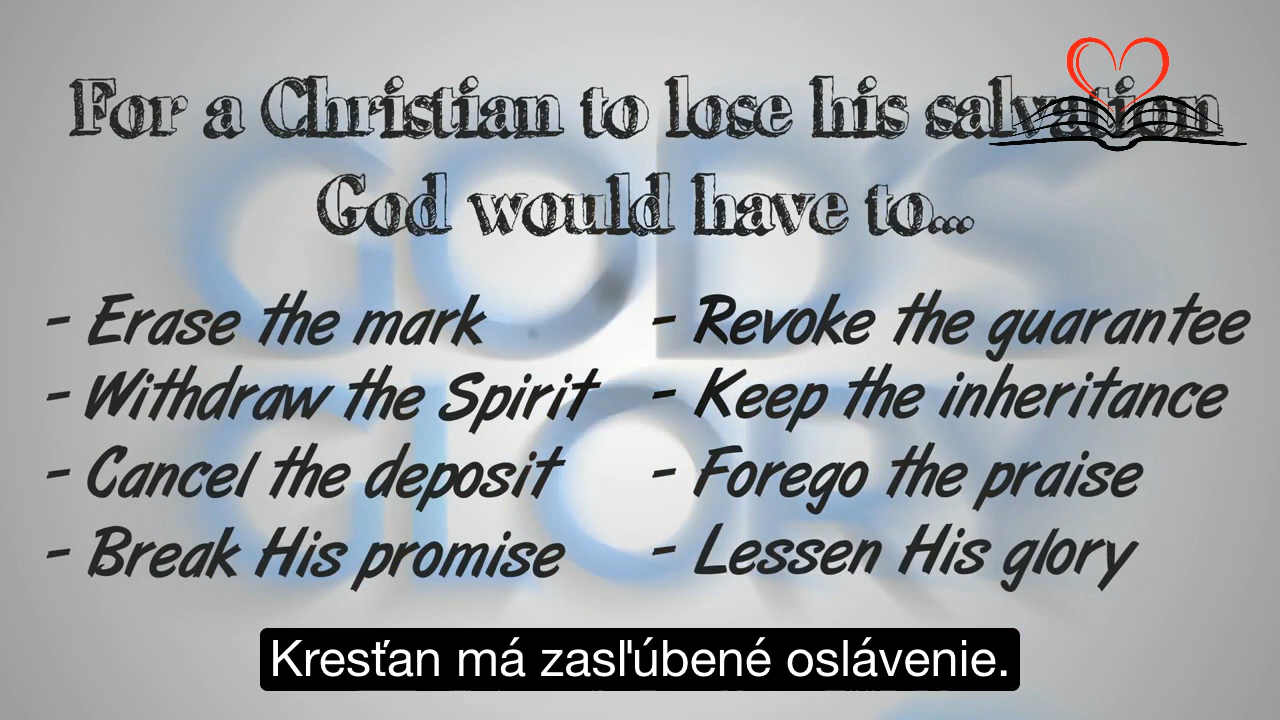 For a Christian to lose his salvation
God would have to...
- Erase the mark
- Withdraw the Spirit
- Cancel the deposit
- Break His promise
- Revoke the guarantee
- Keep the inheritance
- Forego the praise
- Lessen His glory
GOD'S
GLORY
Kresťan má zasľúbené oslávenie.